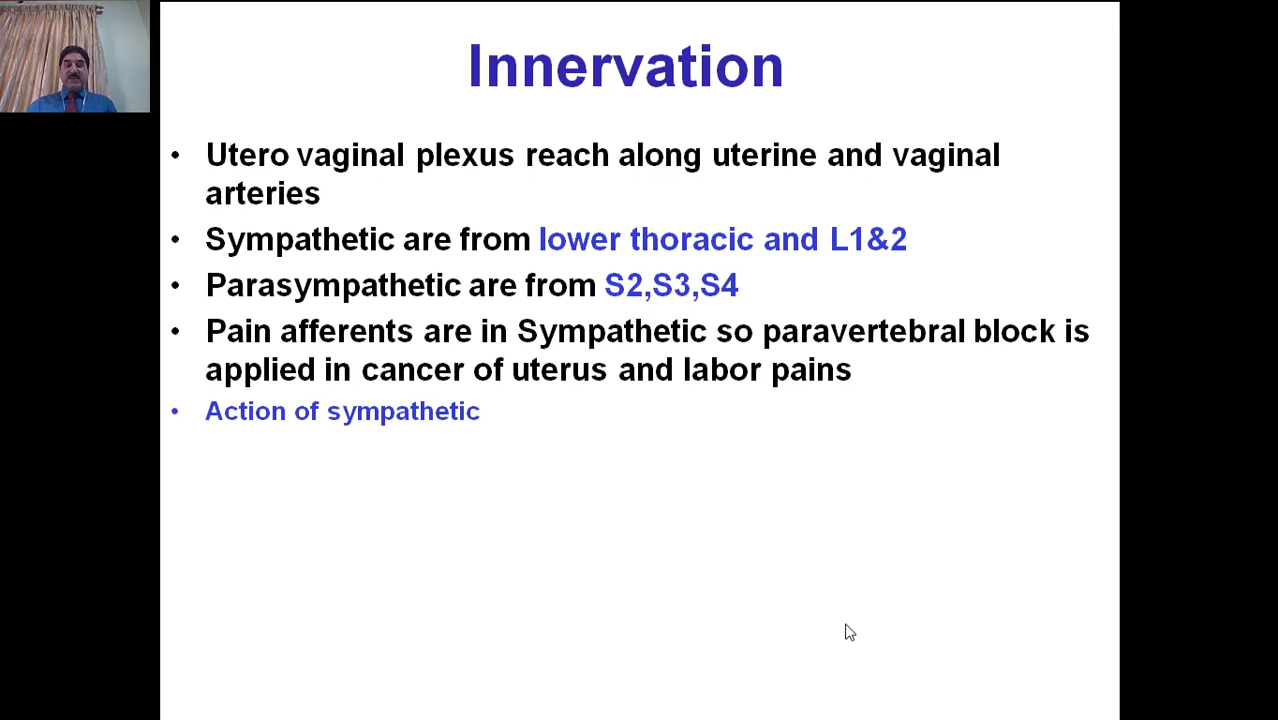 Innervation
• Utero vaginal plexus reach along uterine and vaginal
arteries
• Sympathetic are from lower thoracic and L1&2
• Parasympathetic are from S2,S3,S4
• Pain afferents are in Sympathetic so paravertebral block is
applied in cancer of uterus and labor pains
• Action of sympathetic